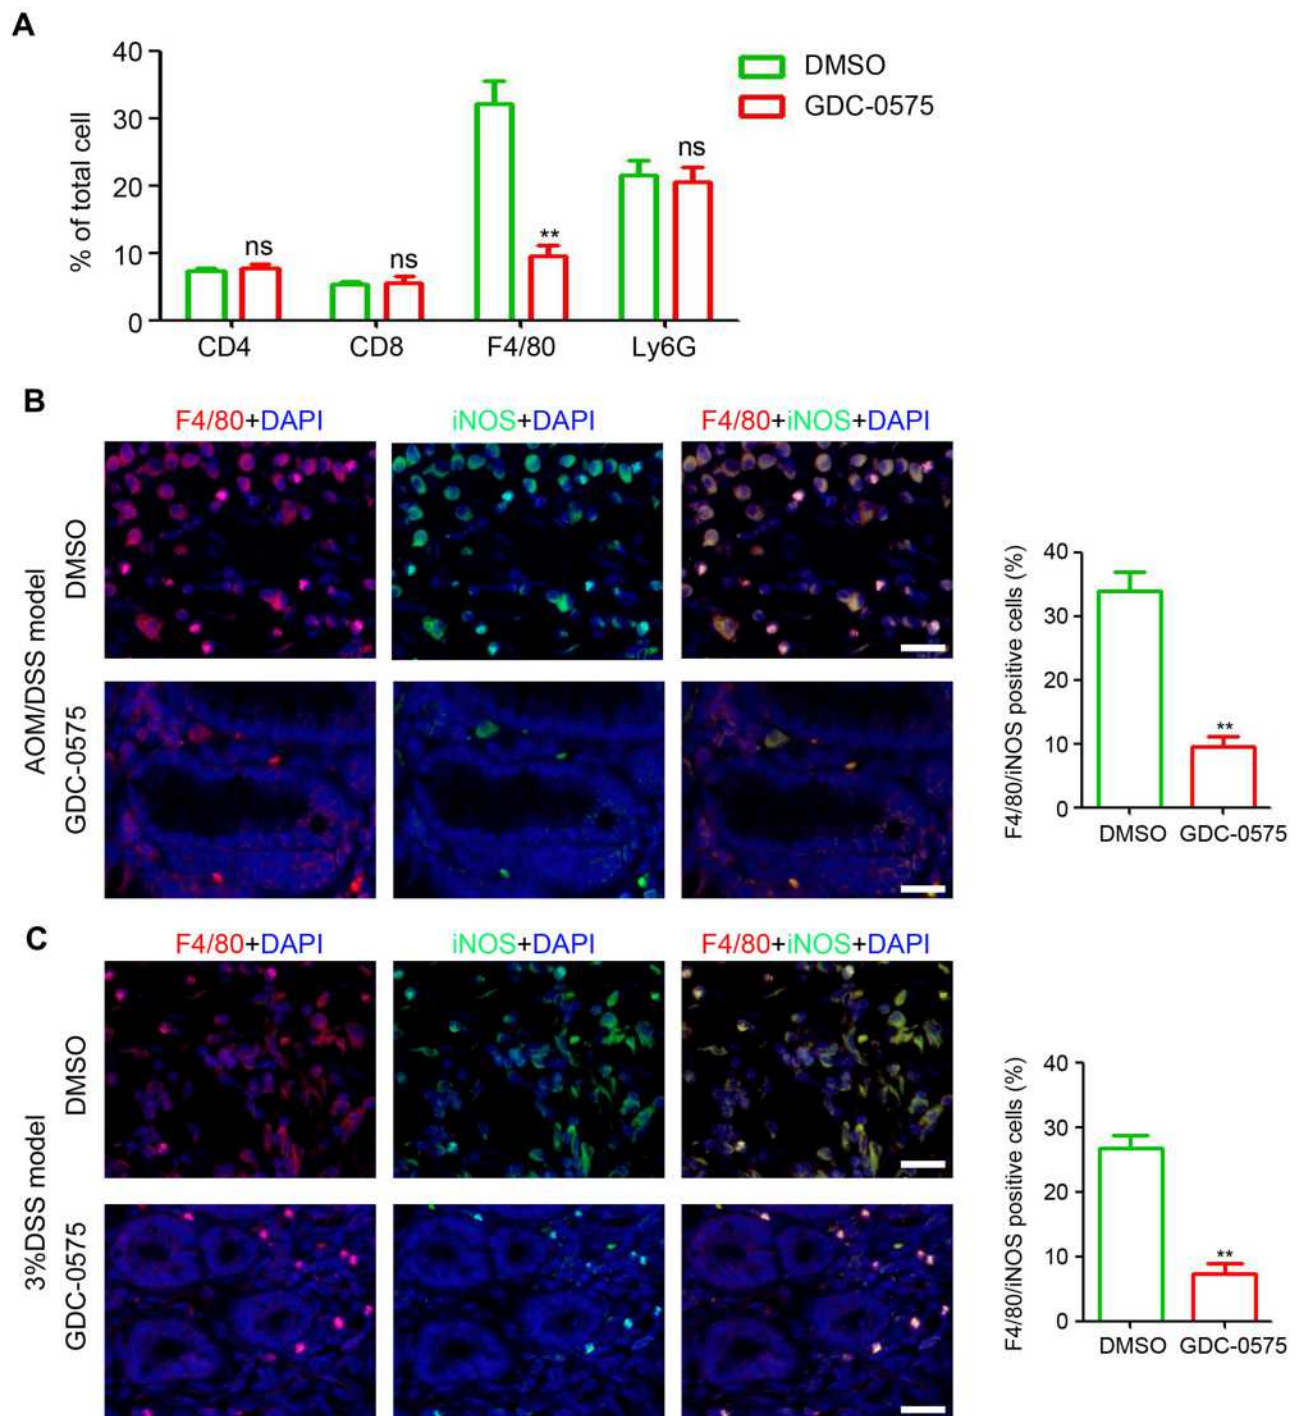 A
40
30
20
10
0
% of total cell
DMSO
GDC-0575
ns
ns
**
ns
CD4 CD8 F4/80 Ly6G
B
F4/80+DAPI iNOS+DAPI F4/80+iNOS+DAPI
AOM/DSS model
DMSO
GDC-0575
F4/80/iNOS positive cells (%)
40
30
20
10
0
**
DMSO GDC-0575
C
F4/80+DAPI iNOS+DAPI F4/80+iNOS+DAPI
3%DSS model
DMSO
GDC-0575
F4/80/iNOS positive cells (%)
40
30
20
10
0
**
DMSO GDC-0575